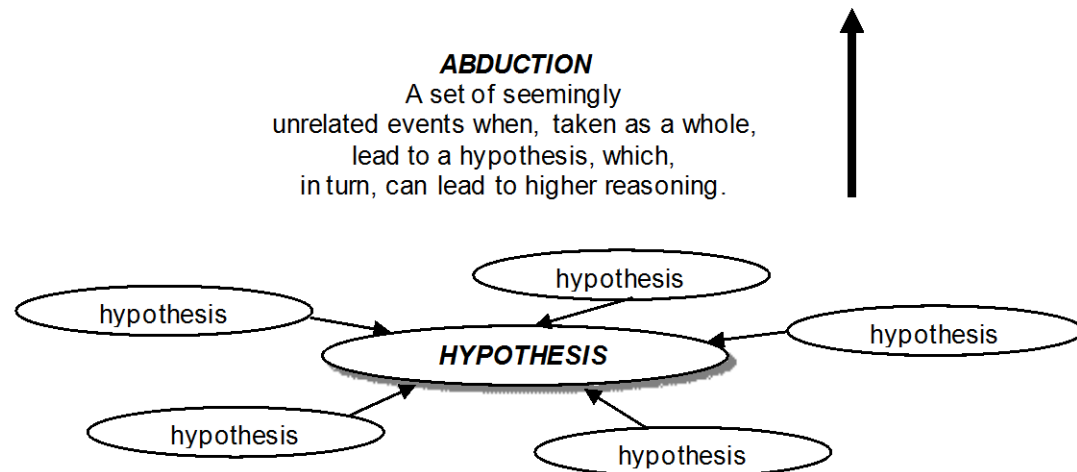 ABDUCTION
A set of seemingly
unrelated events when, taken as a whole,
lead to a hypothesis, which,
in turn, can lead to higher reasoning.
hypothesis
hypothesis
hypothesis
HYPOTHESIS
hypothesis
hypothesis